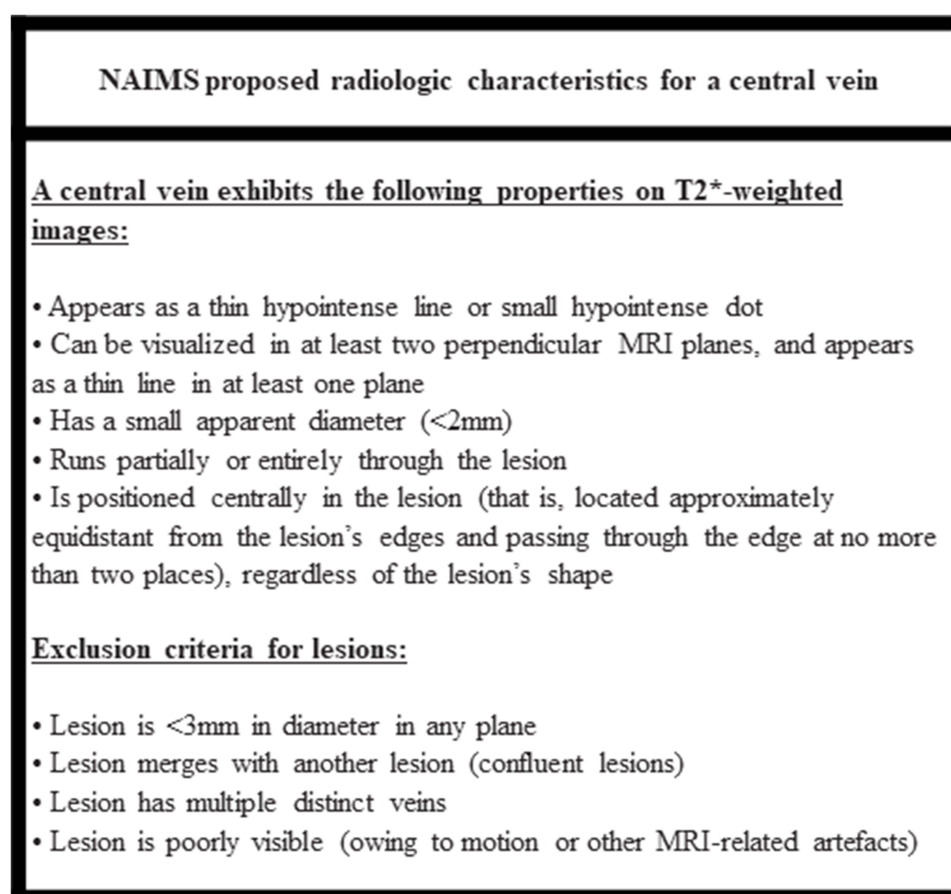 NAIMS proposed radiologic characteristics for a central vein
A central vein exhibits the following properties on T2*-weighted
images:
• Appears as a thin hypointense line or small hypointense dot
• Can be visualized in at least two perpendicular MRI planes, and appears
as a thin line in at least one plane
• Has a small apparent diameter (<2mm)
• Runs partially or entirely through the lesion
• Is positioned centrally in the lesion (that is, located approximately
equidistant from the lesion's edges and passing through the edge at no more
than two places), regardless of the lesion's shape
Exclusion criteria for lesions:
• Lesion is <3mm in diameter in any plane
• Lesion merges with another lesion (confluent lesions)
• Lesion has multiple distinct veins
• Lesion is poorly visible (owing to motion or other MRI-related artefacts)